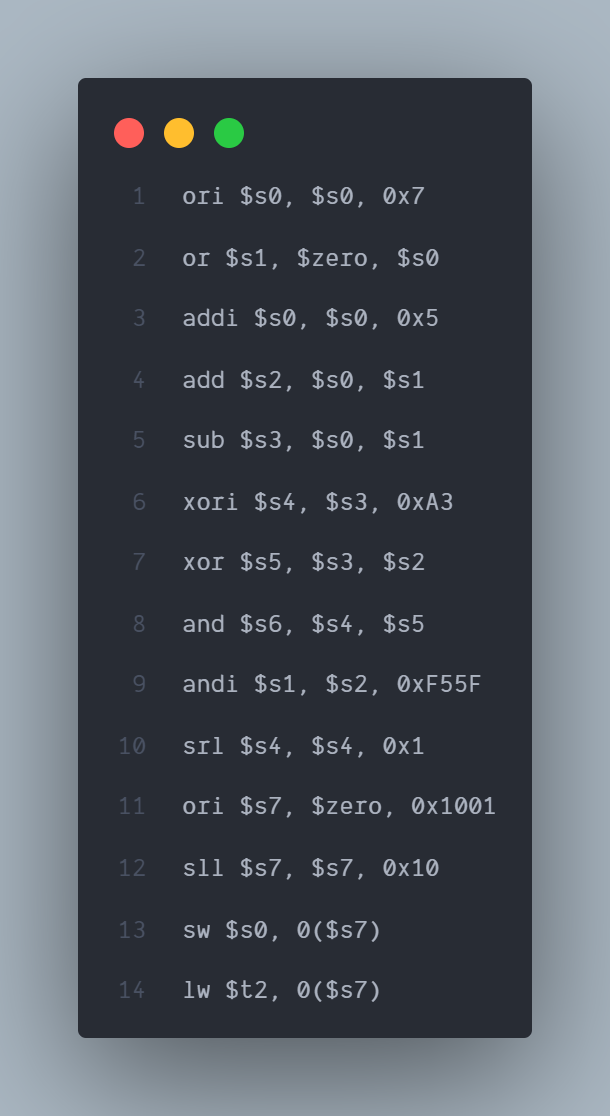 1 ori $s0, $s0, 0x7
2 or $s1, $zero, $s0
3 addi $s0, $s0, 0x5
4 add $s2, $s0, $s1
5 sub $s3, $s0, $s1
6 xori $s4, $s3, 0xA3
7 xor $s5, $s3, $s2
8 and $s6, $s4, $s5
9 andi $s1, $s2, 0xF55F
10 srl $s4, $s4, 0x1
11 ori $s7, $zero, 0x1001
12 sll $s7, $s7, 0x10
13 sw $s0, 0($s7)
14 lw $t2, 0($s7)